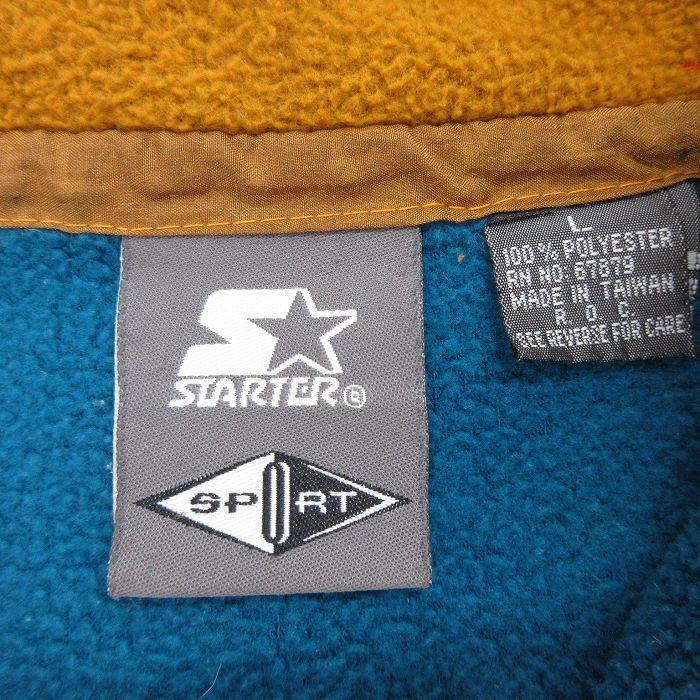 STARTER®
SPORT
L
100% POLYESTER
RN NO. 67879
MADE IN TAIWAN
R O C
SEE REVERSE FOR CARE